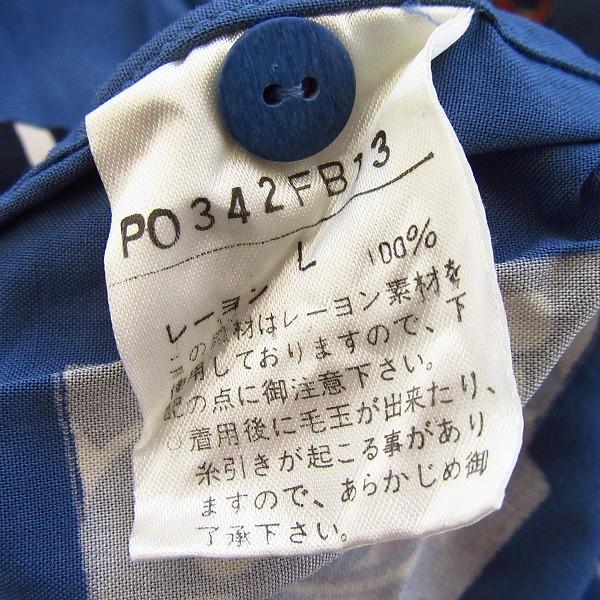 PO342FB13
L
レーヨン 100%
この素材はレーヨン素材を
使用しておりますので、下
記の点に御注意下さい。
○着用後に毛玉が出来たり、
糸引きが起こる事があり
ますので、あらかじめ御
了承下さい。